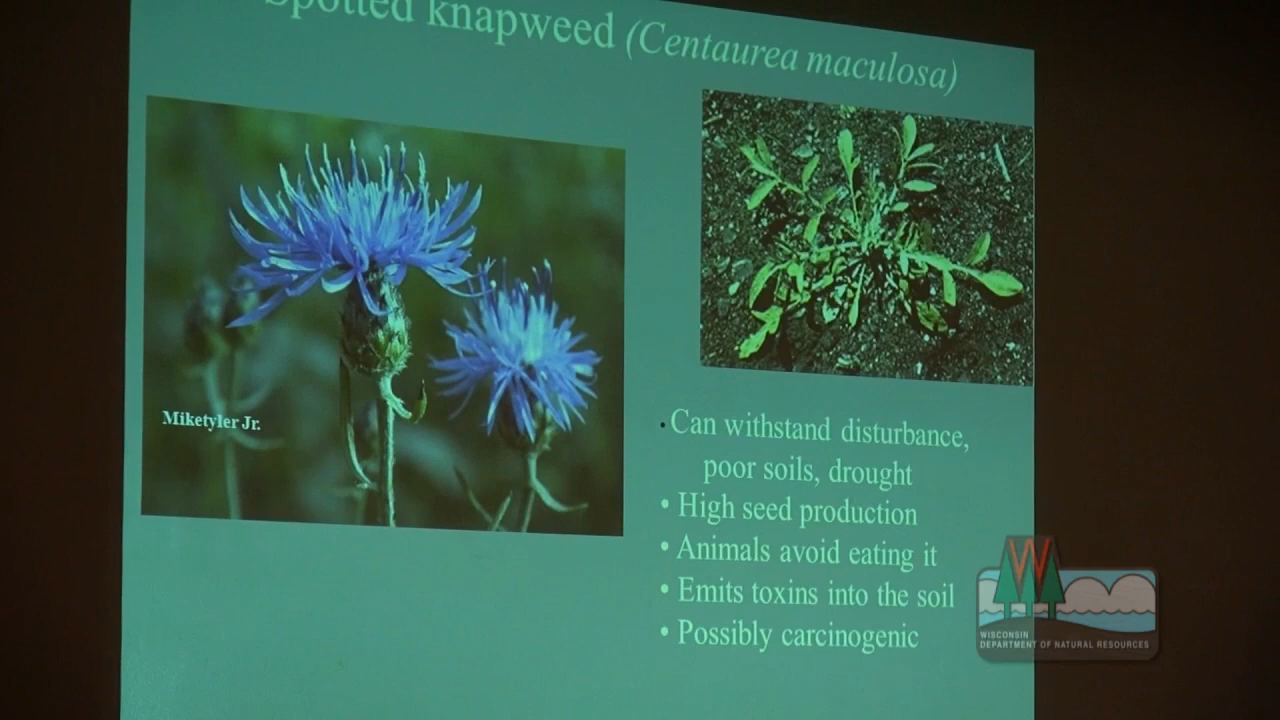 Spotted knapweed (Centaurea maculosa)
Miketyler Jr.
• Can withstand disturbance,
poor soils, drought
• High seed production
• Animals avoid eating it
• Emits toxins into the soil
• Possibly carcinogenic
W
WISCONSIN
DEPARTMENT OF NATURAL RESOURCES